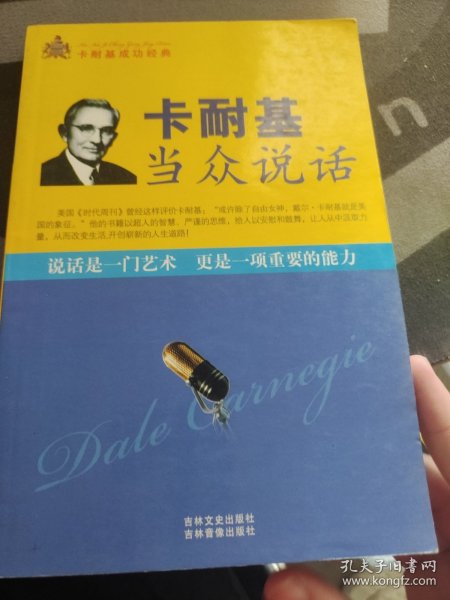 卡耐基成功经典
卡耐基
当众说话
美国《时代周刊》曾经这样评价卡耐基：“或许除了自由女神，戴尔·卡耐基就是美
国的象征。”他的书籍以超人的智慧、严谨的思维，给人以安慰和鼓舞，让人从中汲取力
量，从而改变生活，开创崭新的人生道路！
说话是一门艺术 更是一项重要的能力
Dale Carnegie
吉林文史出版社
吉林音像出版社
孔夫子旧书网
www.kongfz.com